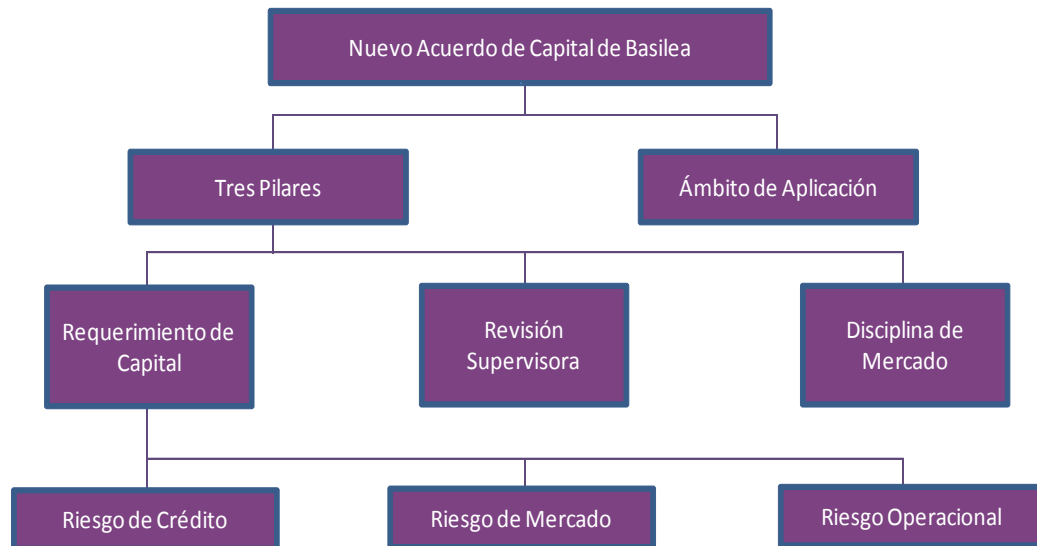 Nuevo Acuerdo de Capital de Basilea
Tres Pilares
Ámbito de Aplicación
Requerimiento de
Capital
Revisión
Supervisora
Disciplina de
Mercado
Riesgo de Crédito
Riesgo de Mercado
Riesgo Operacional